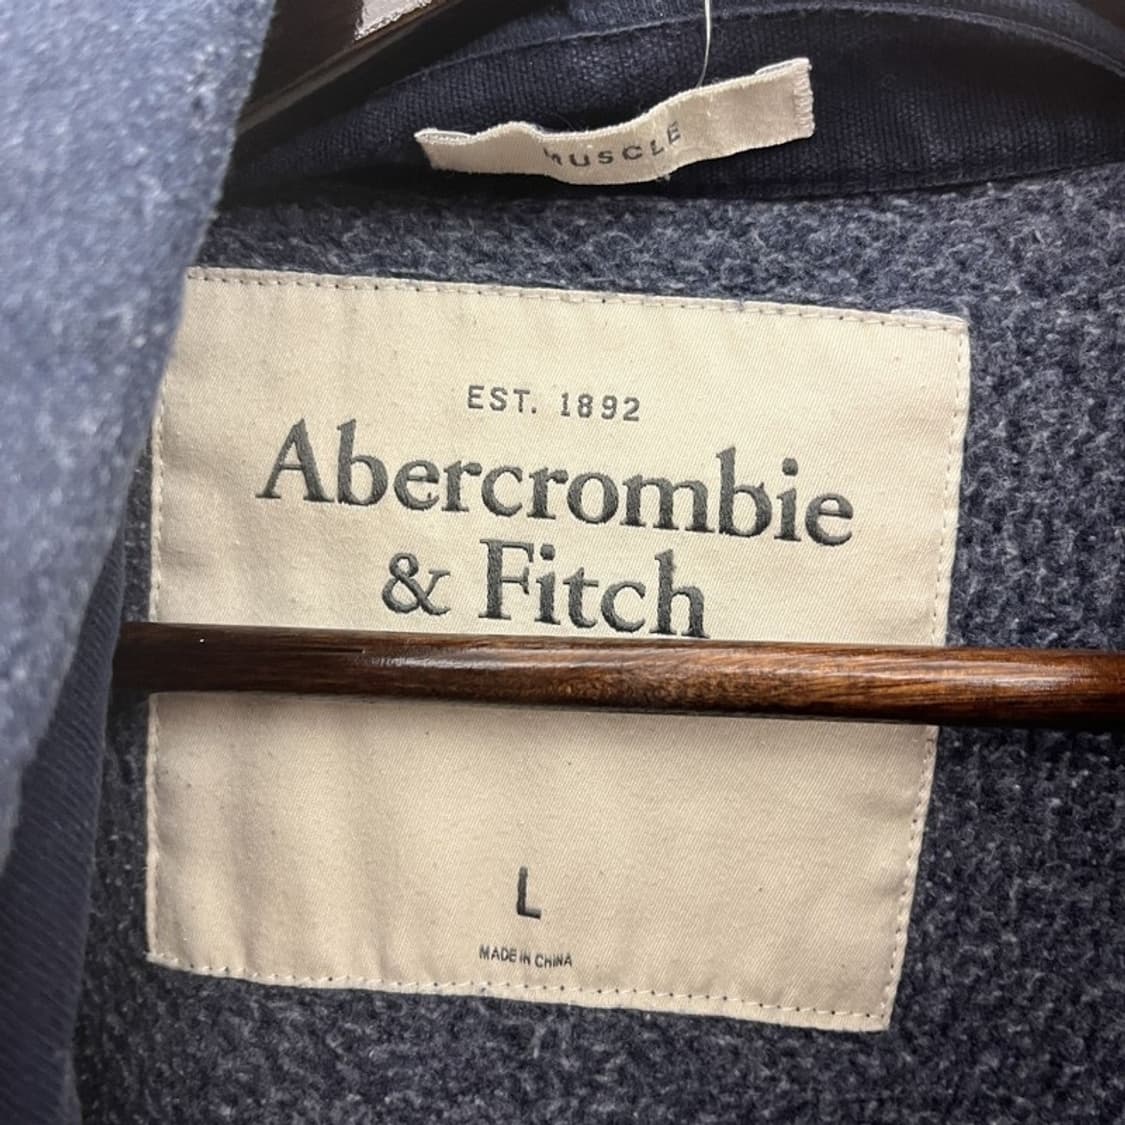 MUSCLE
EST. 1892
Abercrombie
& Fitch
L
MADE IN CHINA